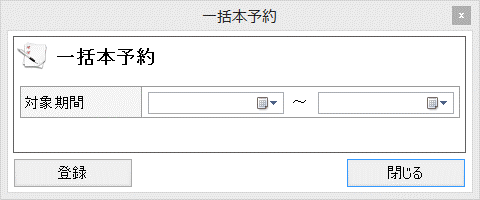 一括本予約
x
一括本予約
対象期間 ～
登録 閉じる